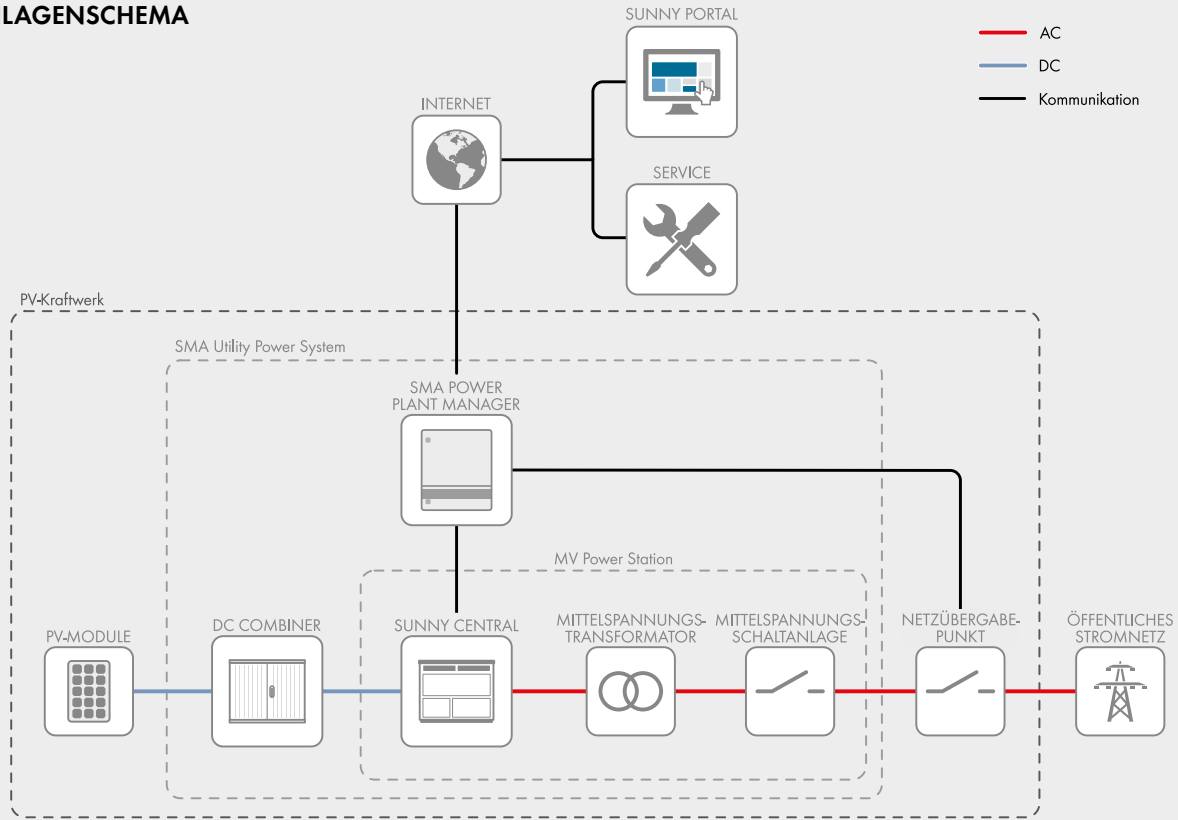 NLAGENSCHEMA
SUNNY PORTAL
AC
DC
Kommunikation
INTERNET
SERVICE
PV-Kraftwerk
SMA Utility Power System
SMA POWER
PLANT MANAGER
MV Power Station
PV-MODULE
DC COMBINER
SUNNY CENTRAL
MITTELSPANNUNGS-
TRANSFORMATOR
MITTELSPANNUNGS-
SCHALTANLAGE
NETZÜBERGABE-
PUNKT
ÖFFENTLICHES
STROMNETZ